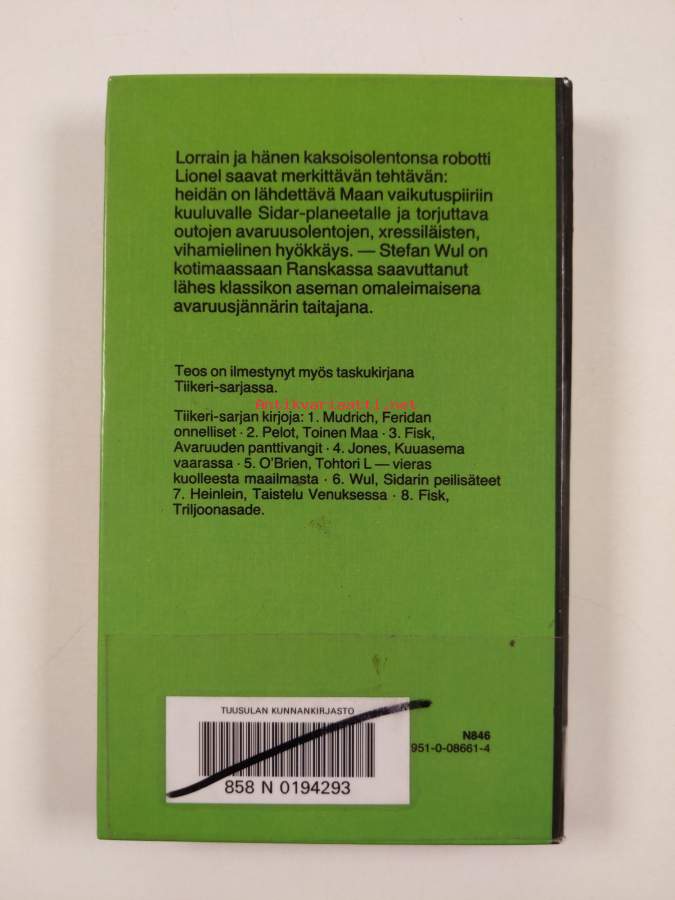 Lorrain ja hänen kaksoisolentonsa robotti
Lionel saavat merkittävän tehtävän:
heidän on lähdettävä Maan vaikutuspiiriin
kuuluvalle Sidar-planeetalle ja torjuttava
outojen avaruusolentojen, xressiläisten,
vihamielinen hyökkäys. — Stefan Wul on
kotimaassaan Ranskassa saavuttanut
lähes klassikon aseman omaleimaisena
avaruusjännärin taitajana.
Teos on ilmestynyt myös taskukirjana
Tiikeri-sarjassa.
Antikvariaatti.net
Tiikeri-sarjan kirjoja: 1. Mudrich, Feridan
onnelliset · 2. Pelot, Toinen Maa · 3. Fisk,
Avaruuden panttivangit · 4. Jones, Kuuasema
vaarassa · 5. O'Brien, Tohtori L — vieras
kuolleesta maailmasta · 6. Wul, Sidarin peilisäteet
7. Heinlein, Taistelu Venuksessa · 8. Fisk,
Triljoonasade.
TUUSULAN KUNNANKIRJASTO
858 N 0194293
N846
951-0-08661-4